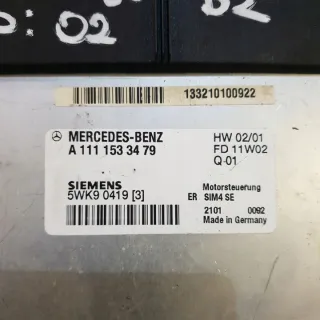 02
133210100922
MERCEDES-BENZ
A 111 153 34 79
HW 02/01
FD 11W02
Q 01
SIEMENS
5WK9 0419 [3]
Motorsteuerung
ER SIM4 SE
2101 0092
Made in Germany